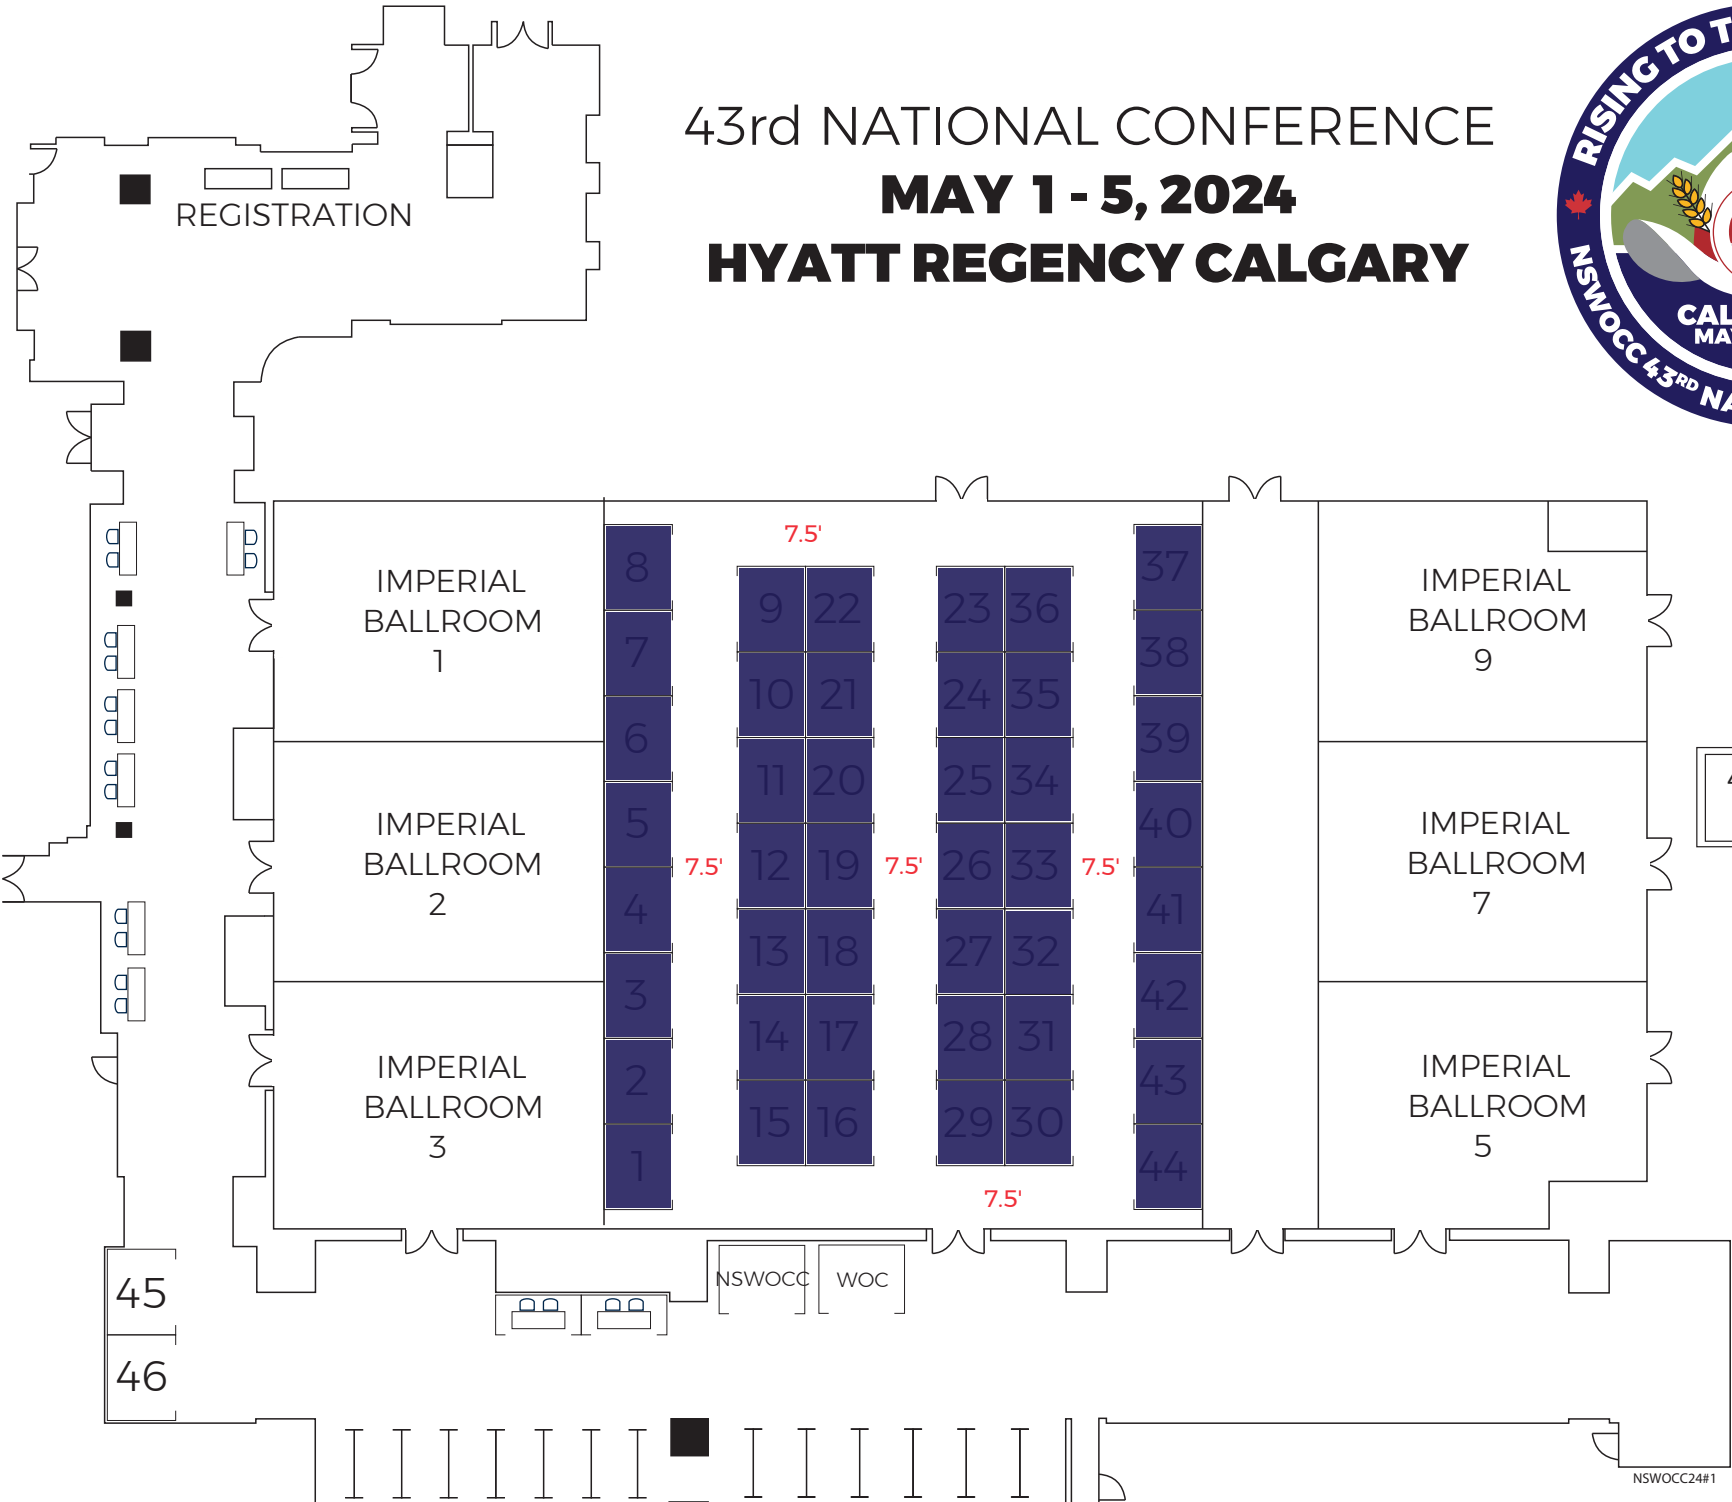 43rd NATIONAL CONFERENCE
MAY 1 - 5, 2024
HYATT REGENCY CALGARY
RISING TO
NSWOCC 43RD
REGISTRATION
IMPERIAL
BALLROOM
1
IMPERIAL
BALLROOM
2
IMPERIAL
BALLROOM
3
8
7
6
5
4
3
2
1
7.5'
7.5'
9 22
10 21
11 20
12 19
13 18
14 17
15 16
7.5'
23 36
24 35
25 34
26 33
27 32
28 31
29 30
7.5'
7.5'
37
38
39
40
41
42
43
44
IMPERIAL
BALLROOM
9
IMPERIAL
BALLROOM
7
IMPERIAL
BALLROOM
5
45
46
NSWOCC
WOC
NSWOCC24#1